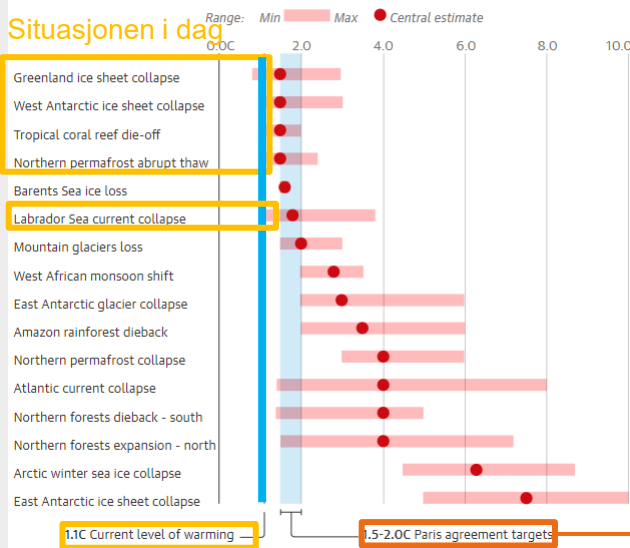 Range: Min Max Central estimate
Situasjonen i dag
0.0C 2.0 4.0 6.0 8.0 10.0
Greenland ice sheet collapse
West Antarctic ice sheet collapse
Tropical coral reef die-off
Northern permafrost abrupt thaw
Barents Sea ice loss
Labrador Sea current collapse
Mountain glaciers loss
West African monsoon shift
East Antarctic glacier collapse
Amazon rainforest dieback
Northern permafrost collapse
Atlantic current collapse
Northern forests dieback - south
Northern forests expansion - north
Arctic winter sea ice collapse
East Antarctic ice sheet collapse
1.1C Current level of warming 1.5-2.0C Paris agreement targets